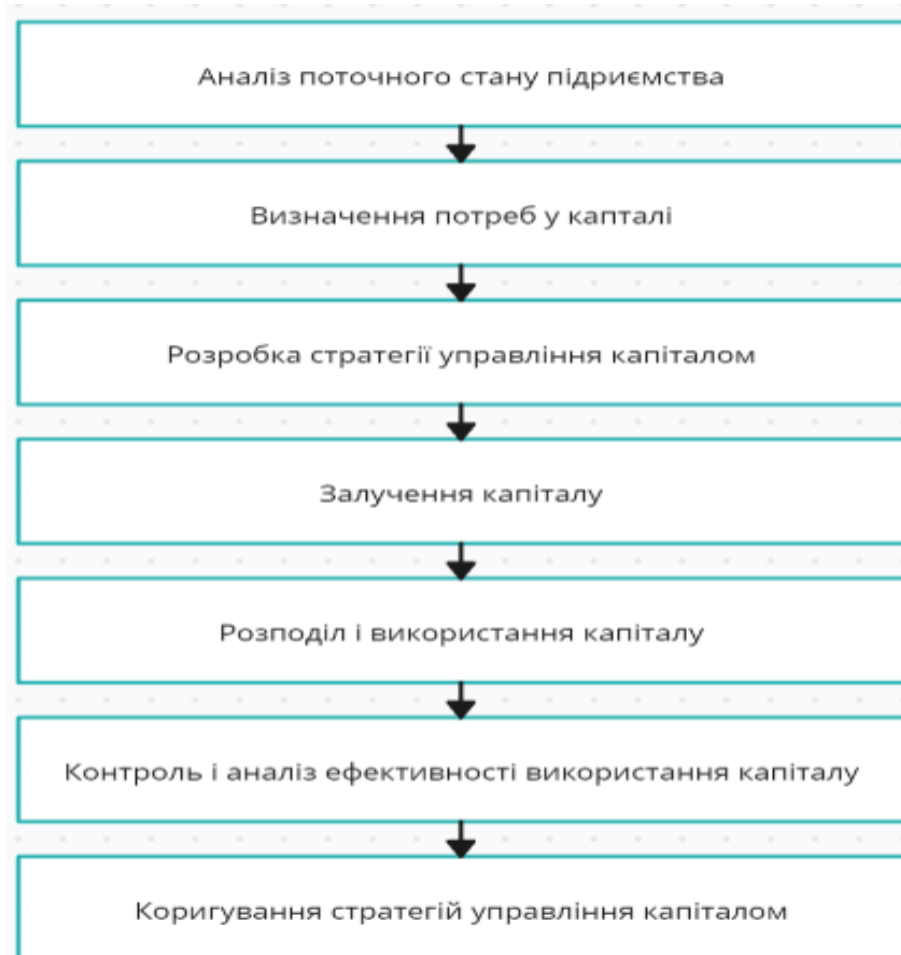 Аналіз поточного стану підриємства
Визначення потреб у капталі
Розробка стратегії управління капіталом
Залучення капіталу
Розподіл і використання капіталу
Контроль і аналіз ефективності використання капіталу
Коригування стратегій управління капіталом